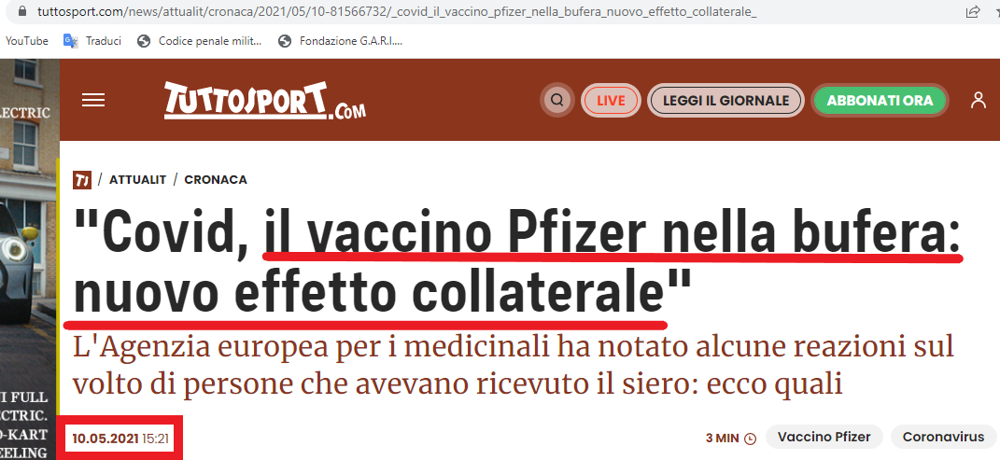 tuttosport.com/news/attualit/cronaca/2021/05/10-81566732/_covid_il_vaccino_pfizer_nella_bufera_nuovo_effetto_collaterale_
YouTube Traduci Codice penale milit... Fondazione G.A.R.I....
LECTRIC
TUTTOSPORT.COM
LIVE
LEGGI IL GIORNALE
ABBONATI ORA
TS / ATTUALIT / CRONACA
"Covid, il vaccino Pfizer nella bufera:
nuovo effetto collaterale"
L'Agenzia europea per i medicinali ha notato alcune reazioni sul
volto di persone che avevano ricevuto il siero: ecco quali
I FULL
CTRIC.
O-KART
EELING
10.05.2021 15:21
3 MIN
Vaccino Pfizer
Coronavirus